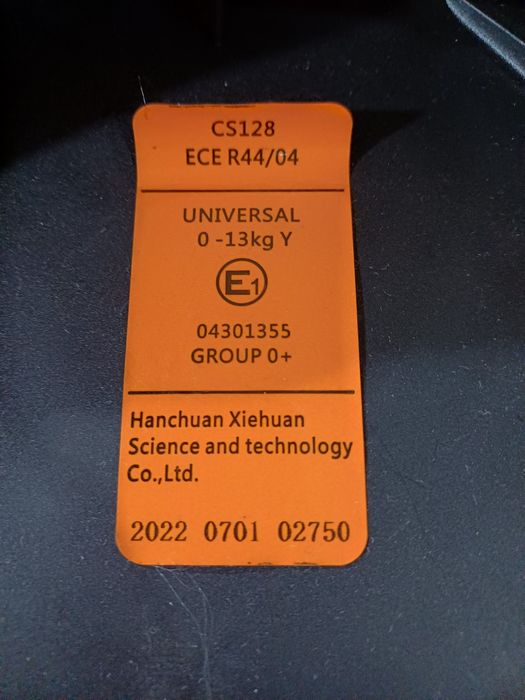 CS128
ECE R44/04
UNIVERSAL
0 -13kg Y
E1
04301355
GROUP 0+
Hanchuan Xiehuan
Science and technology
Co.,Ltd.
2022 0701 02750